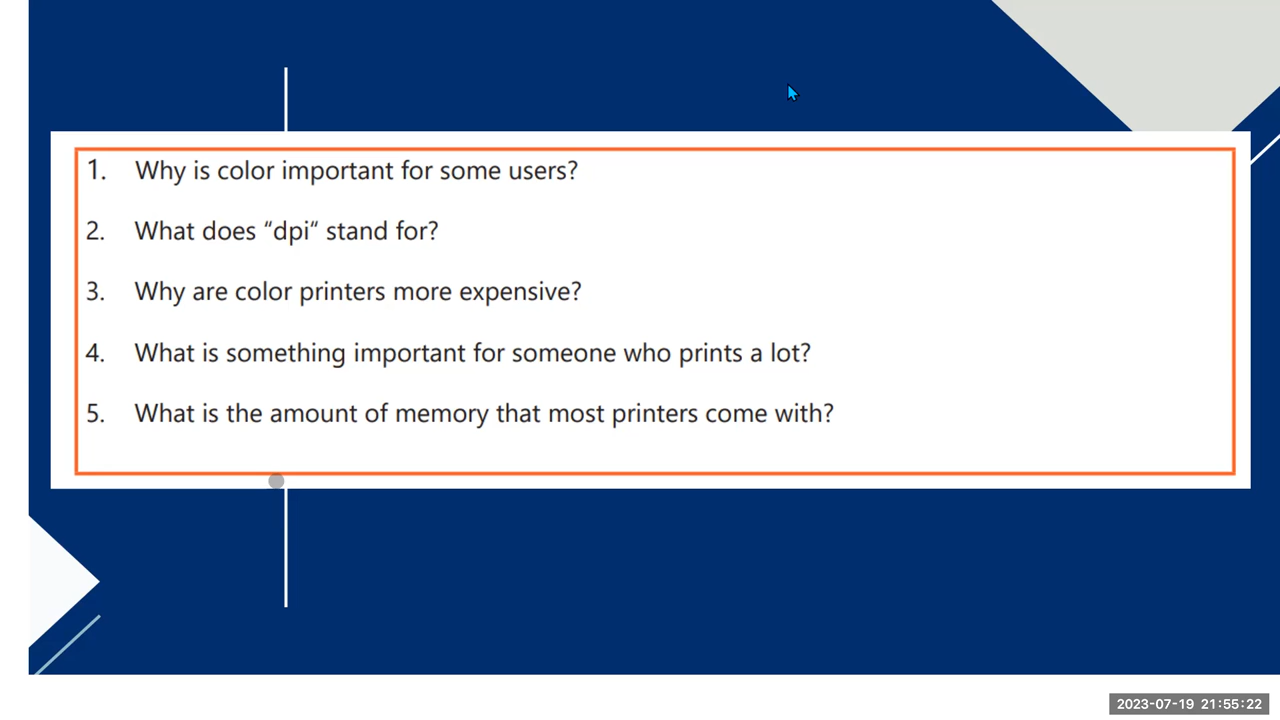 1. Why is color important for some users?
2. What does “dpi“ stand for?
3. Why are color printers more expensive?
4. What is something important for someone who prints a lot?
5. What is the amount of memory that most printers come with?
2023-07-19 21:55:22